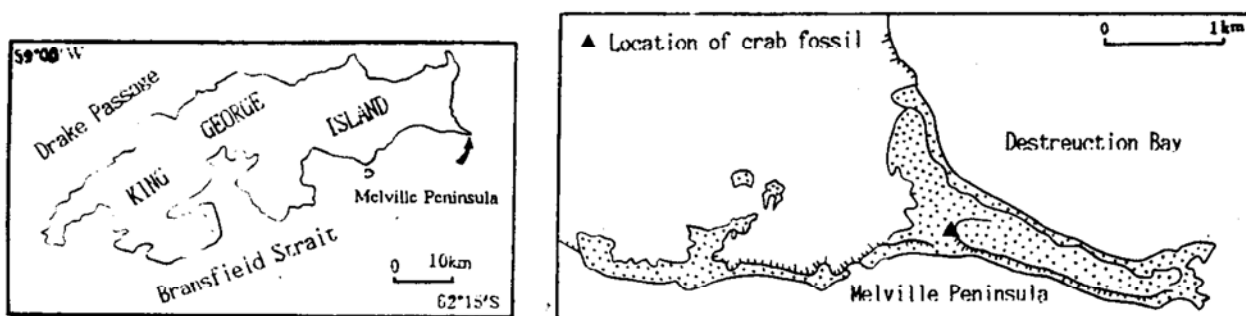 59°00'W
Drake Passage
KING GEORGE ISLAND
Melville Peninsula
Bransfield Strait
0 10km
62°15'S
▲ Location of crab fossil
0 1km
Destreuction Bay
Melville Peninsula